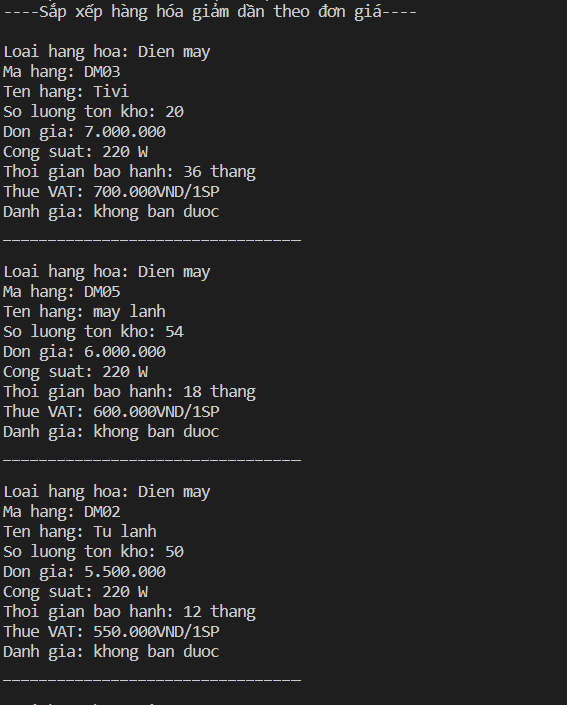 ----Sắp xếp hàng hóa giảm dần theo đơn giá----
Loai hang hoa: Dien may
Ma hang: DM03
Ten hang: Tivi
So luong ton kho: 20
Don gia: 7.000.000
Cong suat: 220 W
Thoi gian bao hanh: 36 thang
Thue VAT: 700.000VND/1SP
Danh gia: khong ban duoc
_________________________________
Loai hang hoa: Dien may
Ma hang: DM05
Ten hang: may lanh
So luong ton kho: 54
Don gia: 6.000.000
Cong suat: 220 W
Thoi gian bao hanh: 18 thang
Thue VAT: 600.000VND/1SP
Danh gia: khong ban duoc
_________________________________
Loai hang hoa: Dien may
Ma hang: DM02
Ten hang: Tu lanh
So luong ton kho: 50
Don gia: 5.500.000
Cong suat: 220 W
Thoi gian bao hanh: 12 thang
Thue VAT: 550.000VND/1SP
Danh gia: khong ban duoc
_________________________________